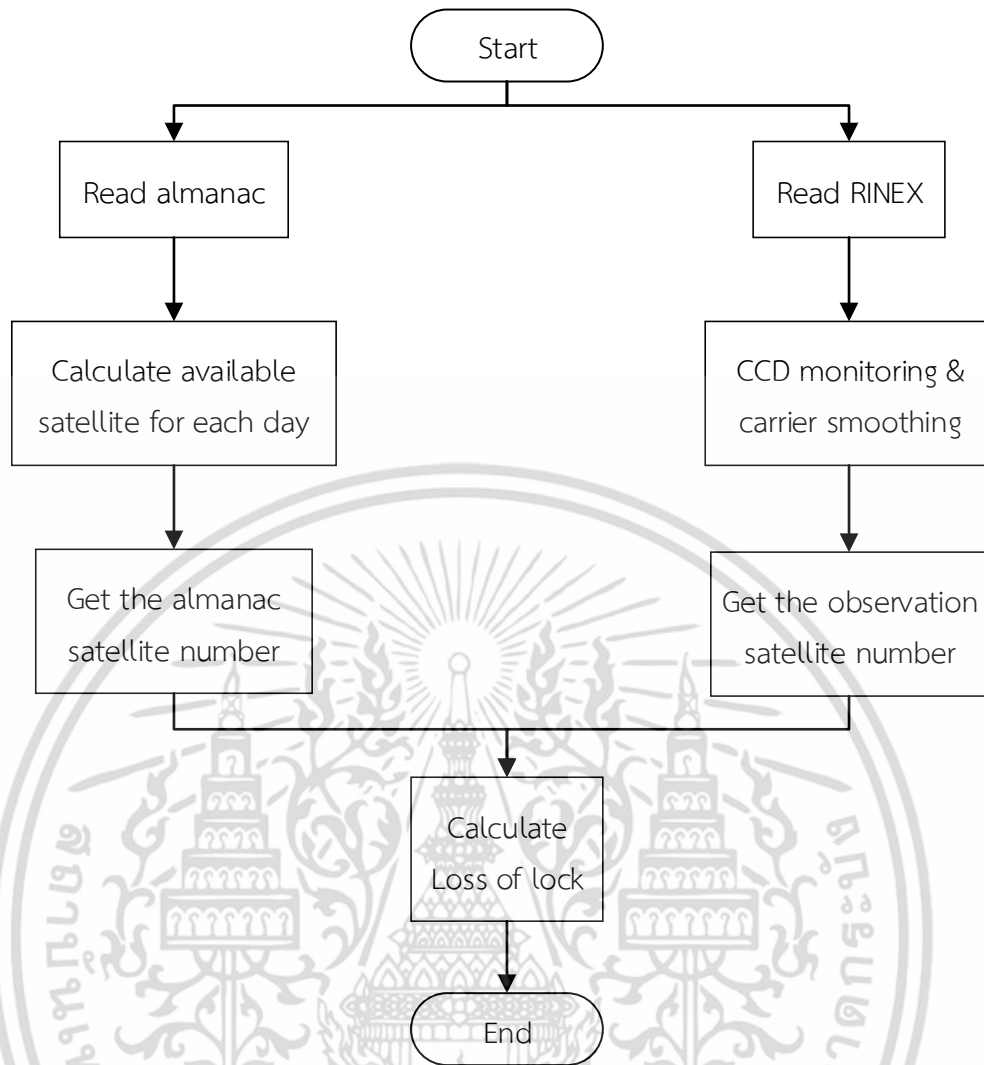 Start
Read almanac
Read RINEX
Calculate available
satellite for each day
CCD monitoring &
carrier smoothing
Get the almanac
satellite number
Get the observation
satellite number
Calculate
Loss of lock
End